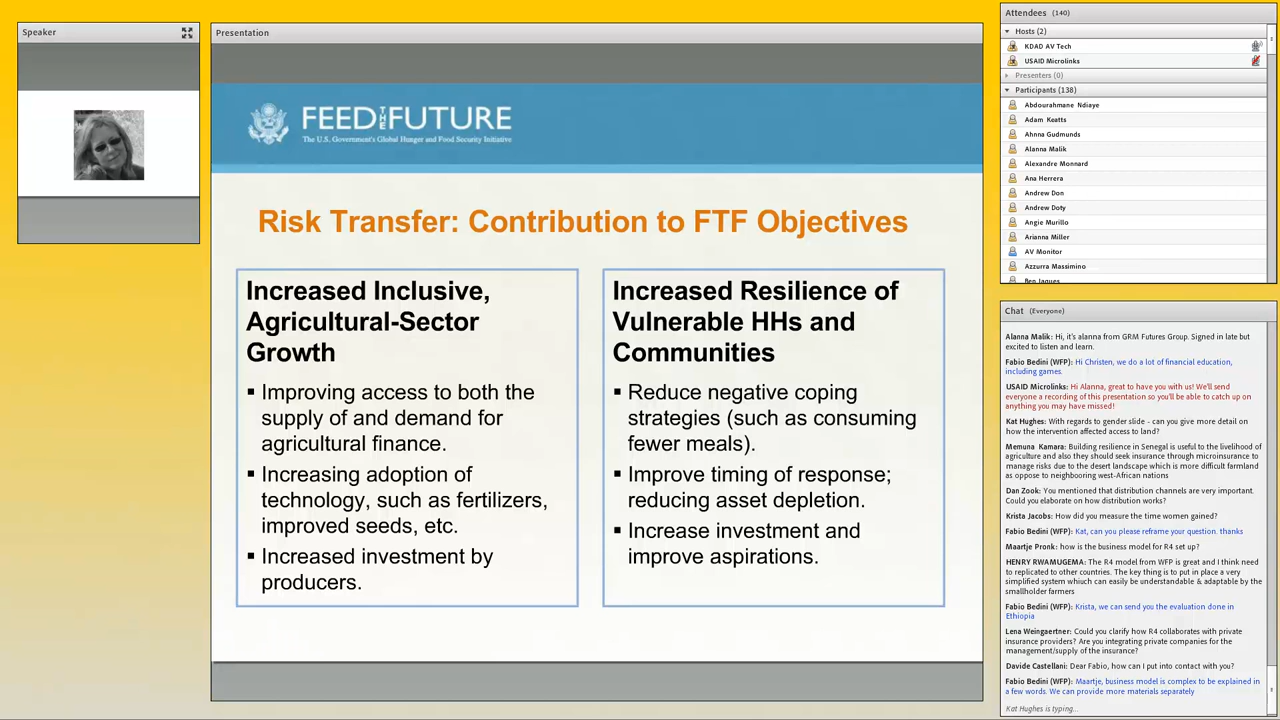 Speaker
Presentation
FEED THE FUTURE
The U.S. Government's Global Hunger and Food Security Initiative
Risk Transfer: Contribution to FTF Objectives
Increased Inclusive,
Agricultural-Sector
Growth
▪ Improving access to both the
supply of and demand for
agricultural finance.
▪ Increasing adoption of
technology, such as fertilizers,
improved seeds, etc.
▪ Increased investment by
producers.
Increased Resilience of
Vulnerable HHs and
Communities
▪ Reduce negative coping
strategies (such as consuming
fewer meals).
▪ Improve timing of response;
reducing asset depletion.
▪ Increase investment and
improve aspirations.
Attendees (140)
Hosts (2)
KDAD AV Tech
USAID Microlinks
Presenters (0)
Participants (138)
Abdourahmane Ndiaye
Adam Keatts
Ahnna Gudmunds
Alanna Malik
Alexandre Monnard
Ana Herrera
Andrew Don
Andrew Doty
Angie Murillo
Arianna Miller
AV Monitor
Azzurra Massimino
Ben Jaques
Chat (Everyone)
Alanna Malik: Hi, it's alanna from GRM Futures Group. Signed in late but
excited to listen and learn.
Fabio Bedini (WFP): Hi Christen, we do a lot of financial education,
including games.
USAID Microlinks: Hi Alanna, great to have you with us! We'll send
everyone a recording of this presentation so you'll be able to catch up on
anything you may have missed!
Kat Hughes: With regards to gender slide - can you give more detail on
how the intervention affected access to land?
Memuna Kamara: Building resilience in Senegal is useful to the livelihood of
agriculture and also they should seek insurance through microinsurance to
manage risks due to the desert landscape which is more difficult farmland
as oppose to neighbouring west-African nations
Dan Zook: You mentioned that distribution channels are very important.
Could you elaborate on how distribution works?
Krista Jacobs: How did you measure the time women gained?
Fabio Bedini (WFP): Kat, can you please reframe your question. thanks
Maartje Pronk: how is the business model for R4 set up?
HENRY RWAMUGEMA: The R4 model from WFP is great and I think need
to replicated to other countries. The key thing is to put in place a very
simplified system whinch can easily be understandable & adaptable by the
smallholder farmers
Fabio Bedini (WFP): Krista, we can send you the evaluation done in
Ethiopia
Lena Weingaertner: Could you clarify how R4 collaborates with private
insurance providers? Are you integrating private companies for the
management/supply of the insurance?
Davide Castellani: Dear Fabio, how can I put into contact with you?
Fabio Bedini (WFP): Maartje, business model is complex to be explained in
a few words. We can provide more materials separately
Kat Hughes is typing...